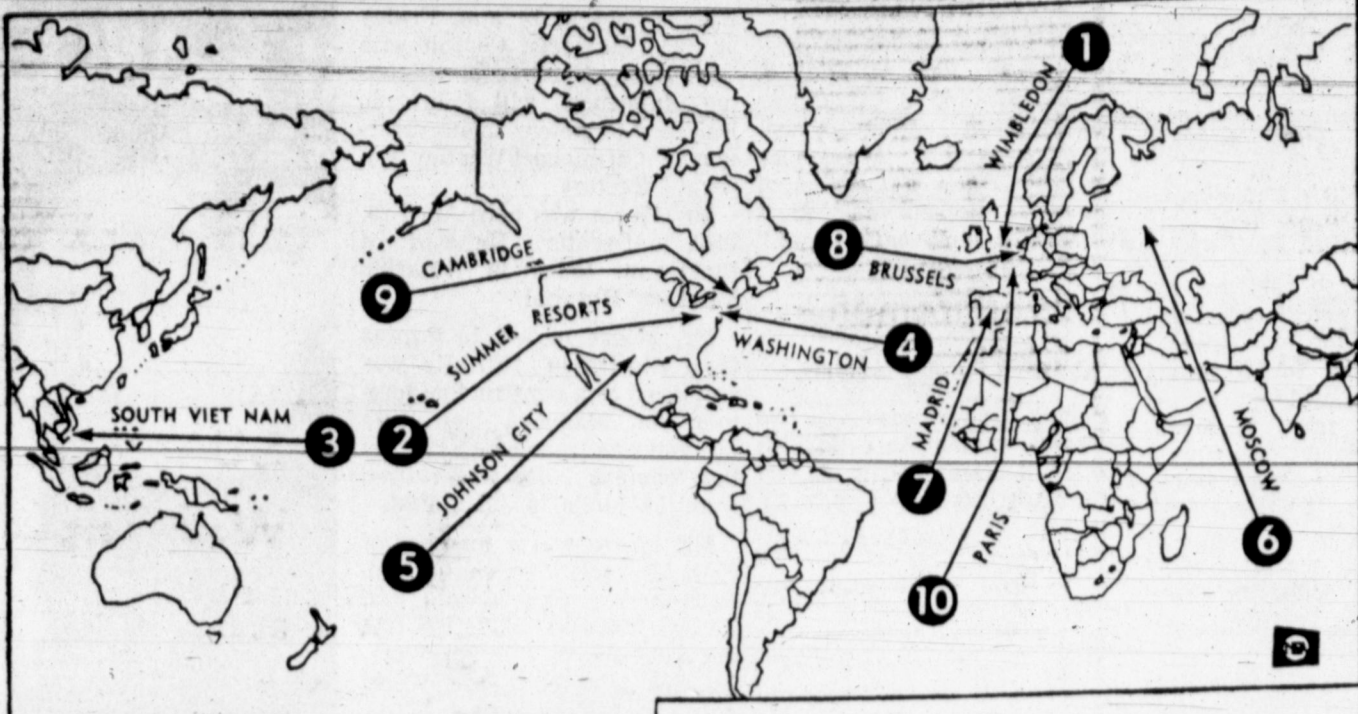 1
WIMBLEDON
8
BRUSSELS
9
CAMBRIDGE
SUMMER RESORTS
2
WASHINGTON
4
SOUTH VIET NAM
3
JOHNSON CITY
5
MADRID
7
PARIS
10
MOSCOW
6